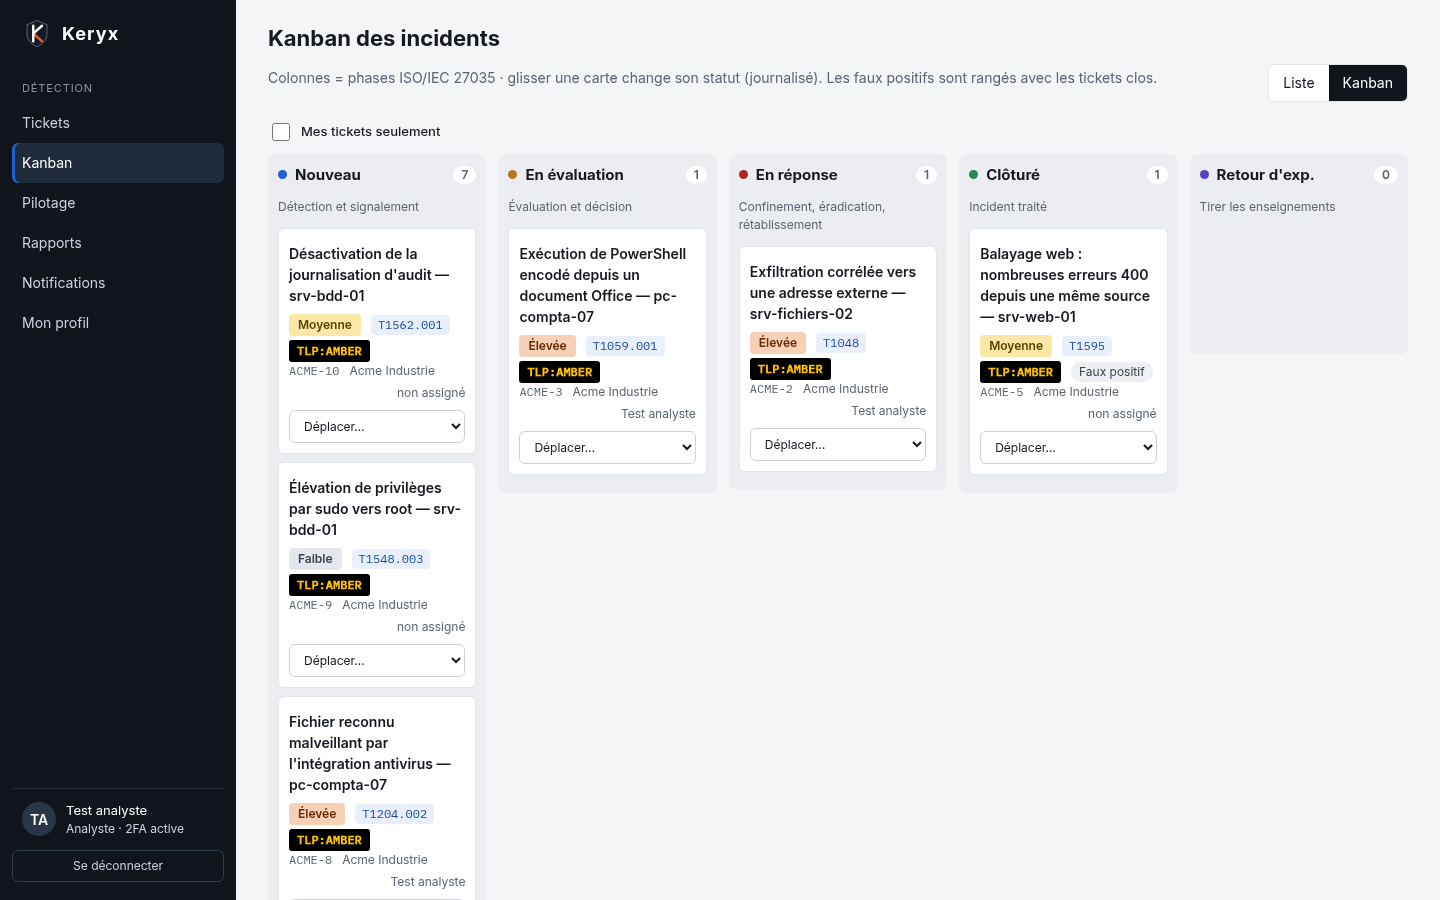 Keryx
DÉTECTION
Tickets
Kanban
Pilotage
Rapports
Notifications
Mon profil
TA
Test analyste
Analyste · 2FA active
Se déconnecter
Kanban des incidents
Colonnes = phases ISO/IEC 27035 · glisser une carte change son statut (journalisé). Les faux positifs sont rangés avec les tickets clos.
Liste
Kanban
Mes tickets seulement
Nouveau
7
Détection et signalement
Désactivation de la
journalisation d'audit —
srv-bdd-01
Moyenne T1562.001
TLP:AMBER
ACME-10 Acme Industrie
non assigné
Déplacer...
Élévation de privilèges
par sudo vers root — srv-
bdd-01
Faible T1548.003
TLP:AMBER
ACME-9 Acme Industrie
non assigné
Déplacer...
Fichier reconnu
malveillant par
l'intégration antivirus —
pc-compta-07
Élevée T1204.002
TLP:AMBER
ACME-8 Acme Industrie
Test analyste
En évaluation
1
Évaluation et décision
Exécution de PowerShell
encodé depuis un
document Office — pc-
compta-07
Élevée T1059.001
TLP:AMBER
ACME-3 Acme Industrie
Test analyste
Déplacer...
En réponse
1
Confinement, éradication,
rétablissement
Exfiltration corrélée vers
une adresse externe —
srv-fichiers-02
Élevée T1048
TLP:AMBER
ACME-2 Acme Industrie
Test analyste
Déplacer...
Clôturé
1
Incident traité
Balayage web :
nombreuses erreurs 400
depuis une même source
— srv-web-01
Moyenne T1595
TLP:AMBER Faux positif
ACME-5 Acme Industrie
non assigné
Déplacer...
Retour d'exp.
0
Tirer les enseignements